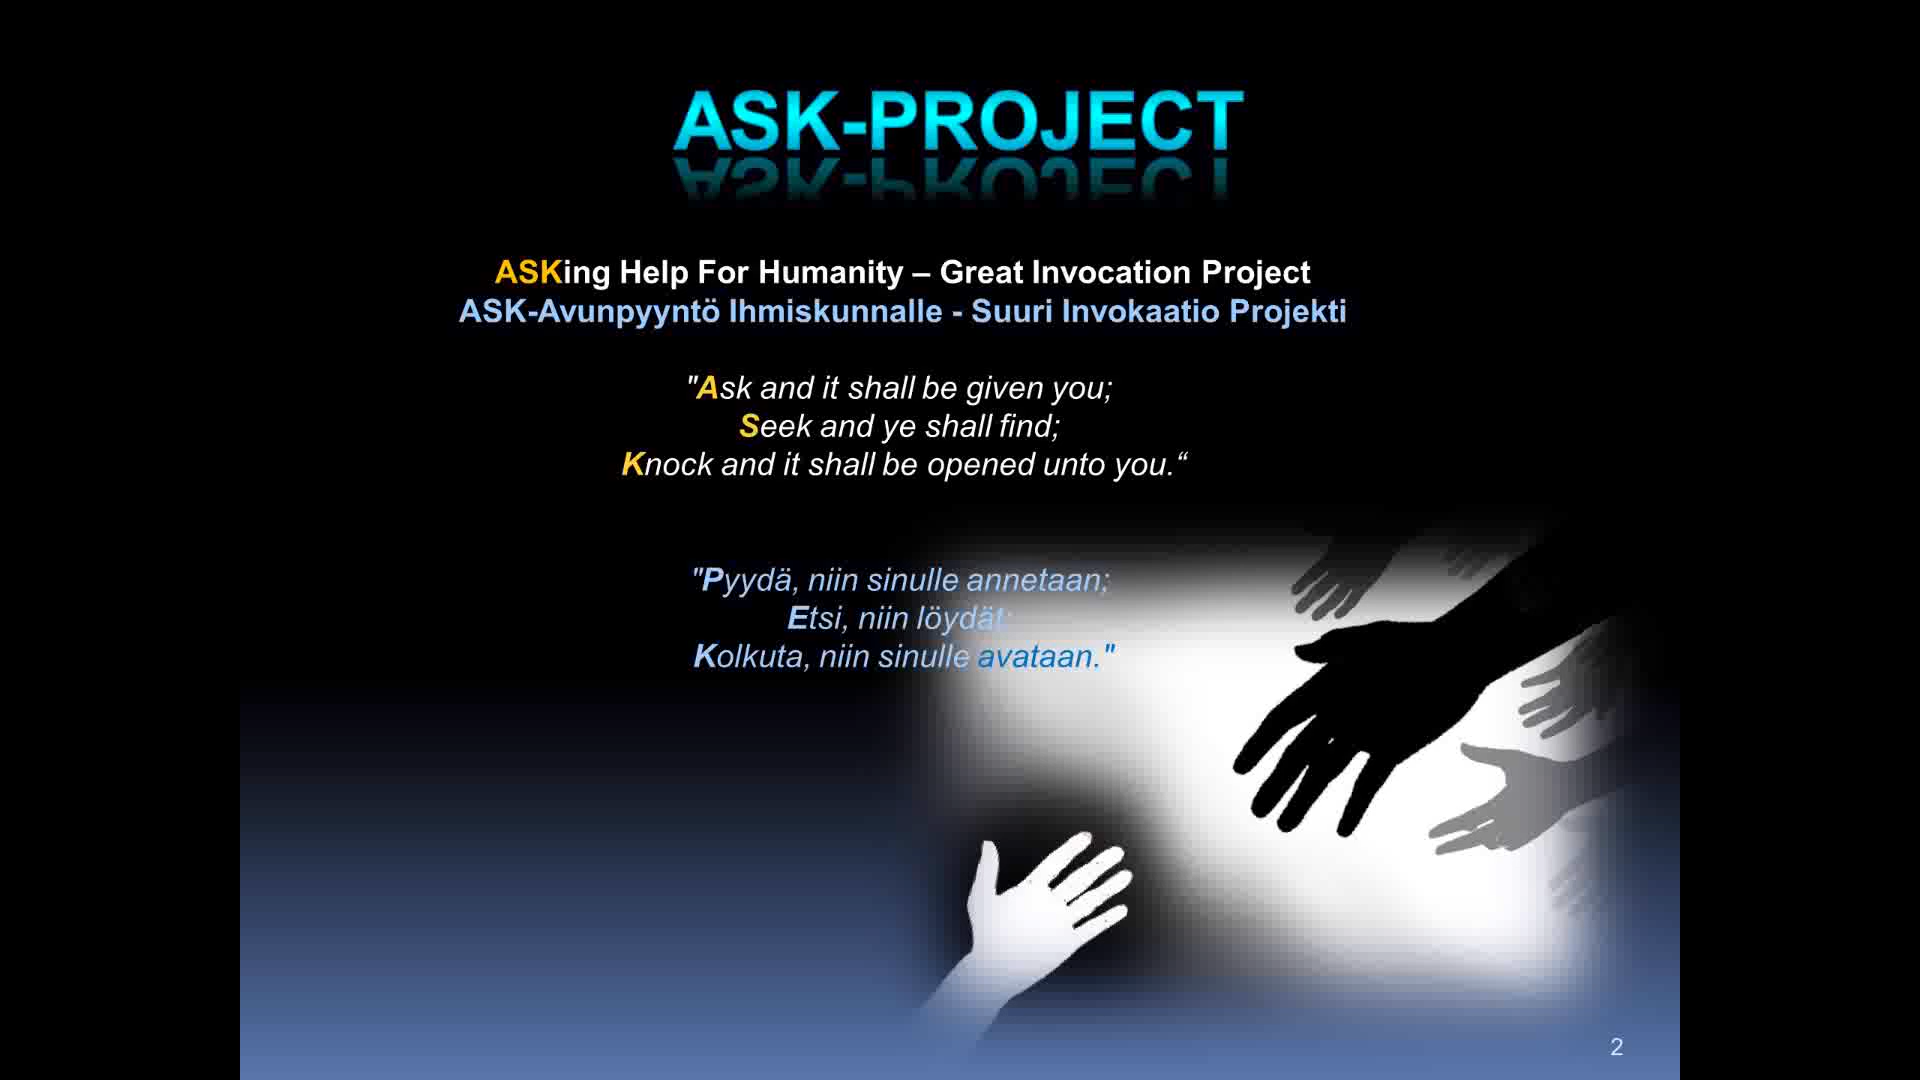 ASK-PROJECT
ASKing Help For Humanity – Great Invocation Project
ASK-Avunpyyntö Ihmiskunnalle - Suuri Invokaatio Projekti
"Ask and it shall be given you;
Seek and ye shall find;
Knock and it shall be opened unto you.“
"Pyydä, niin sinulle annetaan;
Etsi, niin löydät;
Kolkuta, niin sinulle avataan."
2